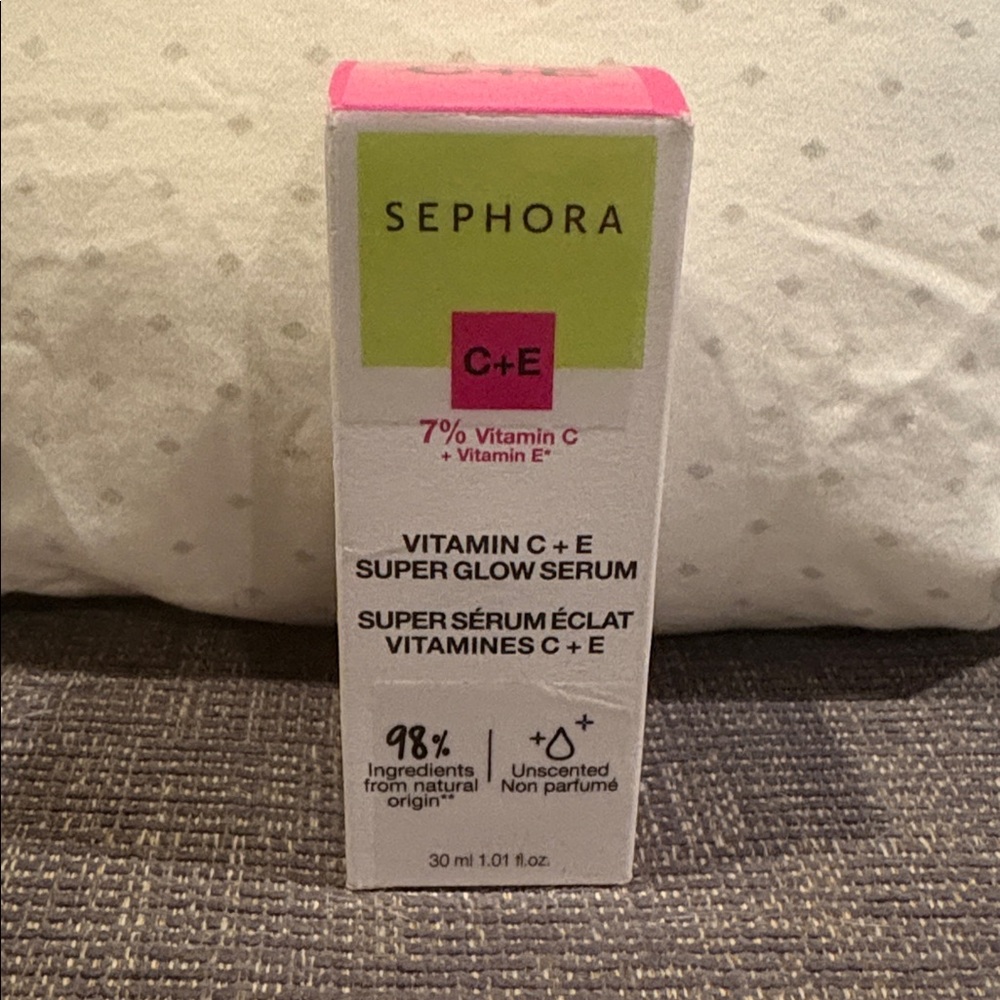 SEPHORA
C+E
7% Vitamin C
+ Vitamin E*
VITAMIN C + E
SUPER GLOW SERUM
SUPER SÉRUM ÉCLAT
VITAMINES C + E
98%
Ingredients
from natural
origin**
Unscented
Non parfumé
30 ml 1.01 fl.oz.